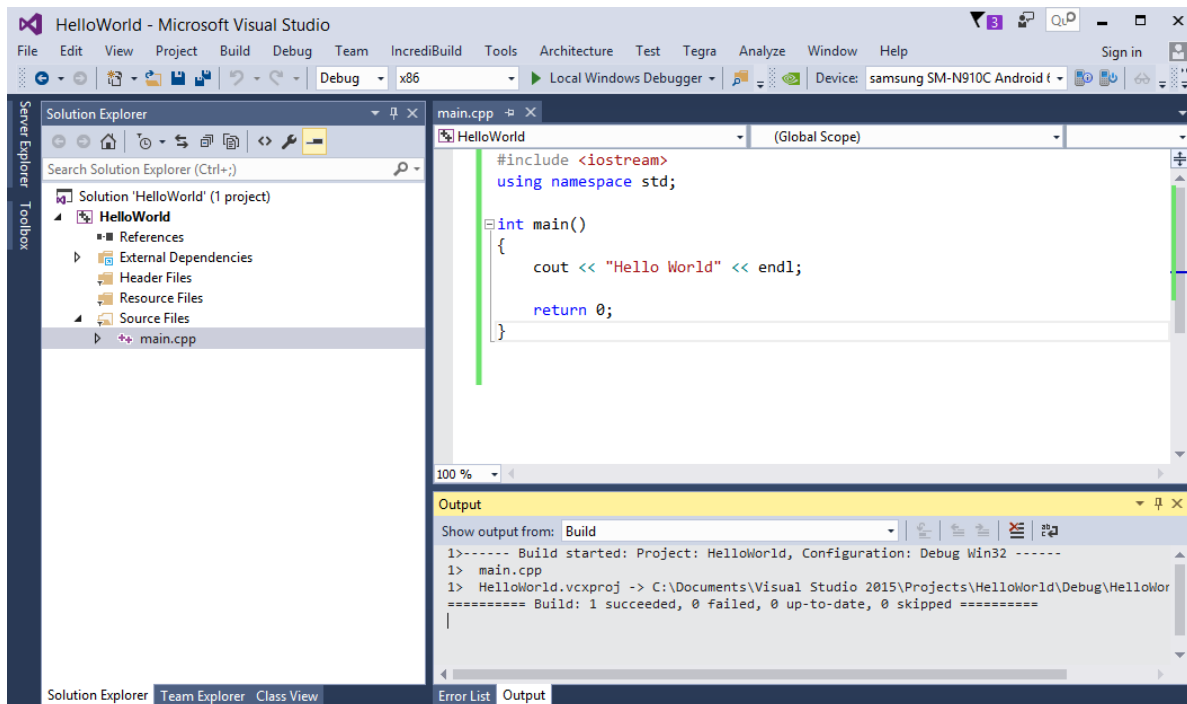 HelloWorld - Microsoft Visual Studio
3
File Edit View Project Build Debug Team IncrediBuild Tools Architecture Test Tegra Analyze Window Help Sign in
Debug x86 Local Windows Debugger Device: samsung SM-N910C Android
Server Explorer
Toolbox
Solution Explorer
Search Solution Explorer (Ctrl+;)
Solution 'HelloWorld' (1 project)
HelloWorld
References
External Dependencies
Header Files
Resource Files
Source Files
main.cpp
Solution Explorer Team Explorer Class View
main.cpp
HelloWorld (Global Scope)
#include <iostream>
using namespace std;
int main()
{
cout << "Hello World" << endl;
return 0;
}
100 %
Output
Show output from: Build
1>------ Build started: Project: HelloWorld, Configuration: Debug Win32 ------
1> main.cpp
1> HelloWorld.vcxproj -> C:\Documents\Visual Studio 2015\Projects\HelloWorld\Debug\HelloWor
========== Build: 1 succeeded, 0 failed, 0 up-to-date, 0 skipped ==========
Error List Output